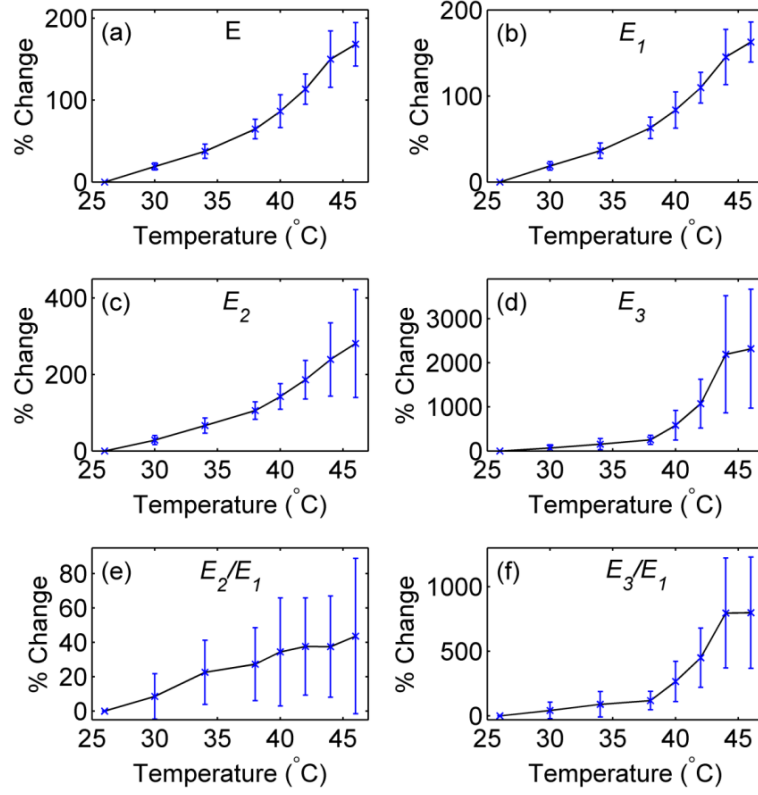 (a) E
% Change
200
100
0
25 30 35 40 45
Temperature (°C)
(b) E1
% Change
200
100
0
25 30 35 40 45
Temperature (°C)
(c) E2
% Change
400
200
0
25 30 35 40 45
Temperature (°C)
(d) E3
% Change
3000
2000
1000
0
25 30 35 40 45
Temperature (°C)
(e) E2/E1
% Change
80
60
40
20
0
25 30 35 40 45
Temperature (°C)
(f) E3/E1
% Change
1000
500
0
25 30 35 40 45
Temperature (°C)